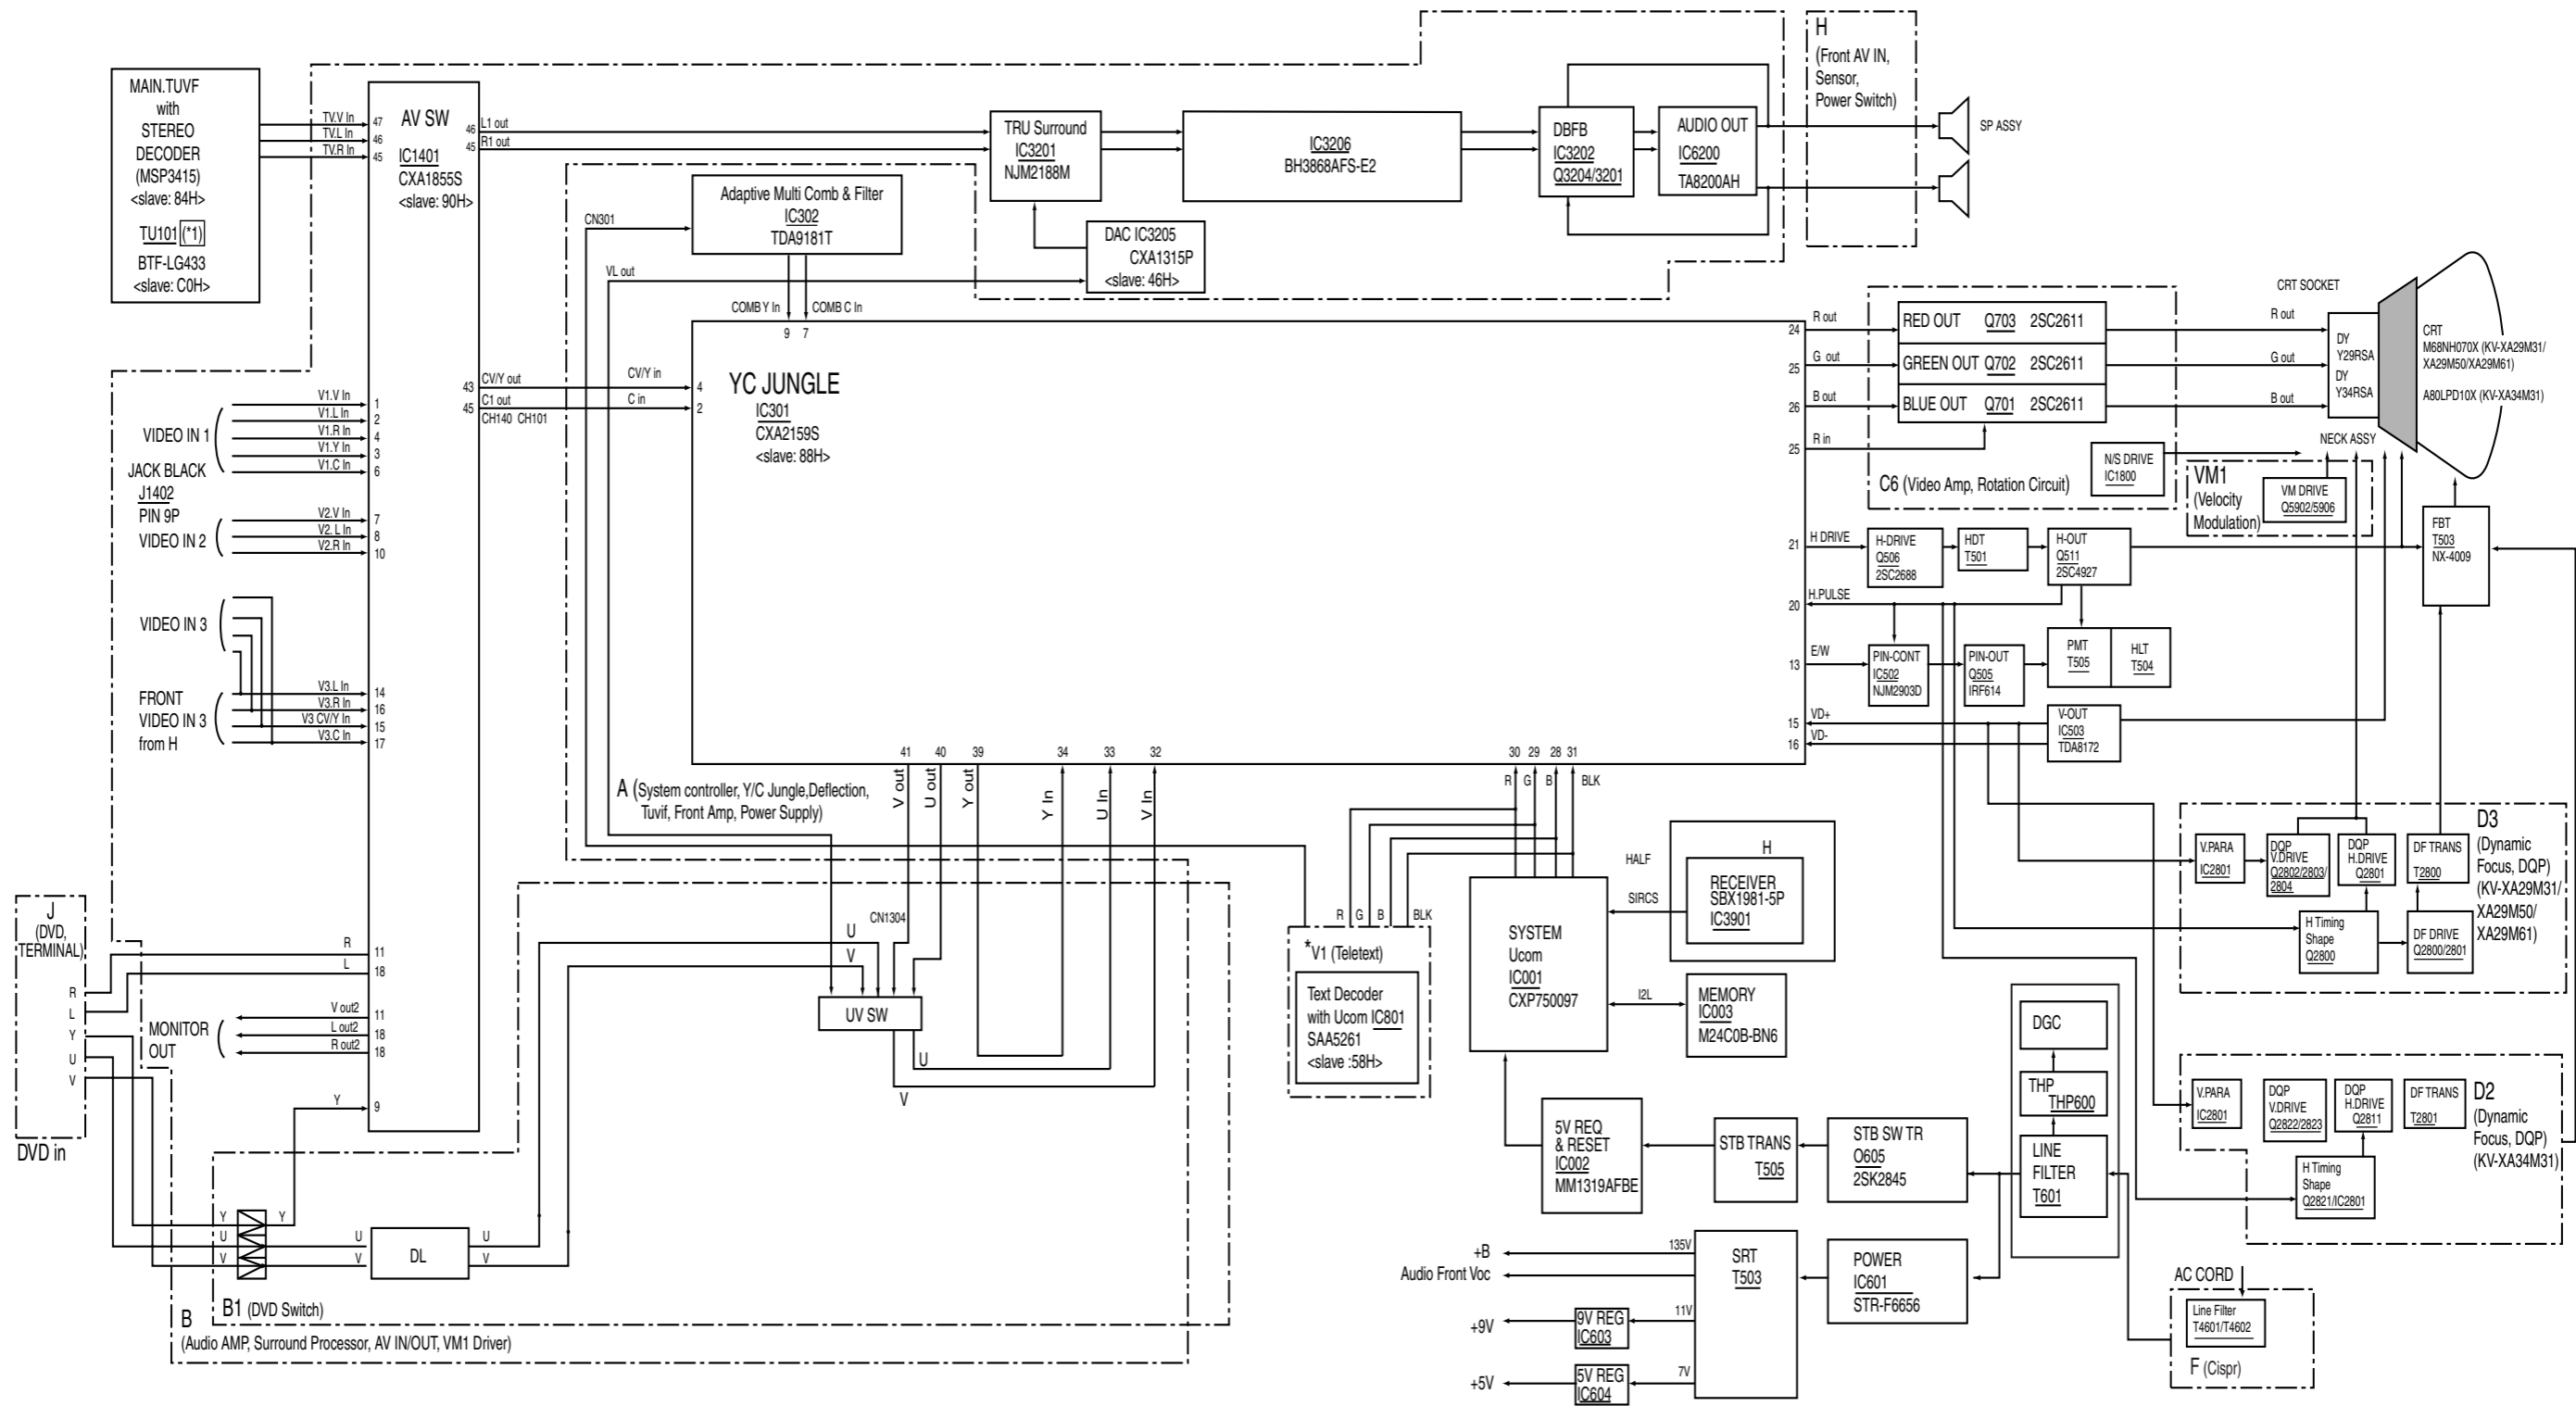 MAIN.TUVF
with
STEREO
DECODER
(MSP3415)
<slave: 84H>
TU101 (*1)
BTF-LG433
<slave: C0H>
TV.V In
TV.L In
TV.R In
47
46
45
AV SW
IC1401
CXA1855S
<slave: 90H>
46
45
L1 out
R1 out
TRU Surround
IC3201
NJM2188M
IC3206
BH3868AFS-E2
DBFB
IC3202
Q3204/3201
AUDIO OUT
IC6200
TA8200AH
H
(Front AV IN,
Sensor,
Power Switch)
SP ASSY
Adaptive Multi Comb & Filter
IC302
TDA9181T
CN301
VL out
DAC IC3205
CXA1315P
<slave: 46H>
COMB Y In
COMB C In
9 7
43
45
CV/Y out
C1 out
CH140 CH101
CV/Y in
C in
4
2
YC JUNGLE
IC301
CXA2159S
<slave: 88H>
24
25
26
25
R out
G out
B out
R in
RED OUT Q703 2SC2611
GREEN OUT Q702 2SC2611
BLUE OUT Q701 2SC2611
C6 (Video Amp, Rotation Circuit)
N/S DRIVE
IC1800
VM1
(Velocity
Modulation)
VM DRIVE
Q5902/5906
CRT SOCKET
R out
G out
B out
NECK ASSY
DY
Y29RSA
DY
Y34RSA
CRT
M68NH070X (KV-XA29M31/
XA29M50/XA29M61)
A80LPD10X (KV-XA34M31)
FBT
T503
NX-4009
VIDEO IN 1
JACK BLACK
J1402
PIN 9P
VIDEO IN 2
V1.V In
V1.L In
V1.R In
V1.Y In
V1.C In
1
2
4
3
6
V2.V In
V2. L In
V2.R In
7
8
10
VIDEO IN 3
FRONT
VIDEO IN 3
from H
V3.L In
V3.R In
V3 CV/Y In
V3.C In
14
16
15
17
21
20
13
15
16
H DRIVE
H.PULSE
E/W
VD+
VD-
H-DRIVE
Q506
2SC2688
HDT
T501
H-OUT
Q511
2SC4927
PIN-CONT
IC502
NJM2903D
PIN-OUT
Q505
IRF614
PMT
T505
HLT
T504
V-OUT
IC503
TDA8172
41
40
39
34
33
32
V out
U out
Y out
Y In
U In
V In
30 29 28 31
R
G
B
BLK
A (System controller, Y/C Jungle,Deflection,
Tuvif, Front Amp, Power Supply)
D3
(Dynamic
Focus, DQP)
(KV-XA29M31/
XA29M50/
XA29M61)
V.PARA
IC2801
DQP
V.DRIVE
Q2802/2803/
2804
DQP
H.DRIVE
Q2801
DF TRANS
T2800
H Timing
Shape
Q2800
DF DRIVE
Q2800/2801
J
(DVD,
TERMINAL)
R
L
Y
U
V
DVD in
R
L
11
18
MONITOR
OUT
V out2
L out2
R out2
11
18
18
Y
9
CN1304
U
V
UV SW
U
V
R
G
B
BLK
*V1 (Teletext)
Text Decoder
with Ucom IC801
SAA5261
<slave :58H>
SYSTEM
Ucom
IC001
CXP750097
HALF
SIRCS
H
RECEIVER
SBX1981-5P
IC3901
I2L
MEMORY
IC003
M24C0B-BN6
DGC
THP
THP600
LINE
FILTER
T601
5V REQ
& RESET
IC002
MM1319AFBE
STB TRANS
T505
STB SW TR
O605
2SK2845
D2
(Dynamic
Focus, DQP)
(KV-XA34M31)
V.PARA
IC2801
DQP
V.DRIVE
Q2822/2823
DQP
H.DRIVE
Q2811
DF TRANS
T2801
H Timing
Shape
Q2821/IC2801
Y
U
V
Y
U
V
DL
U
V
B1 (DVD Switch)
B
(Audio AMP, Surround Processor, AV IN/OUT, VM1 Driver)
+B
Audio Front Voc
+9V
+5V
9V REG
IC603
5V REG
IC604
135V
11V
7V
SRT
T503
POWER
IC601
STR-F6656
AC CORD
Line Filter
T4601/T4602
F (Cispr)